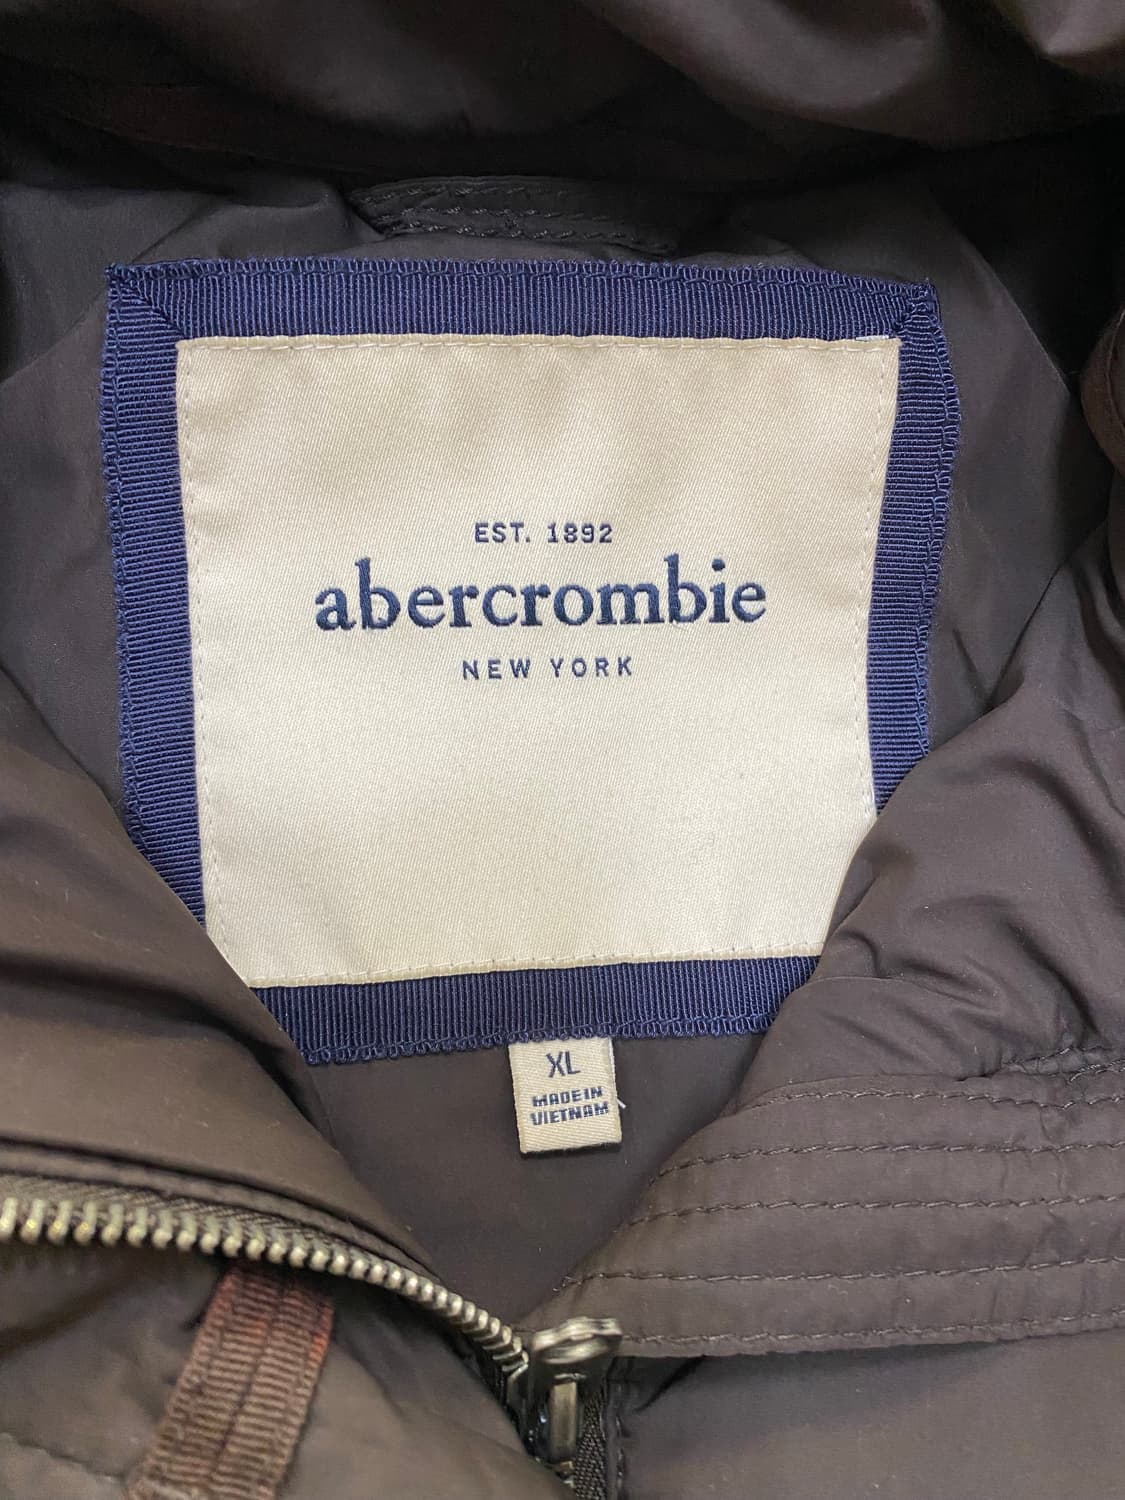 EST. 1892
abercrombie
NEW YORK
XL
MADE IN
VIETNAM